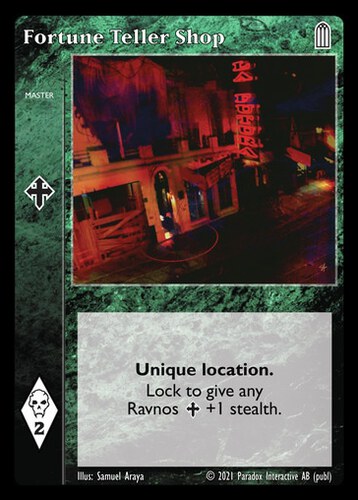 Fortune Teller Shop
MASTER
Unique location.
Lock to give any
Ravnos +1 stealth.
2
Illus: Samuel Araya © 2021 Paradox Interactive AB (publ)